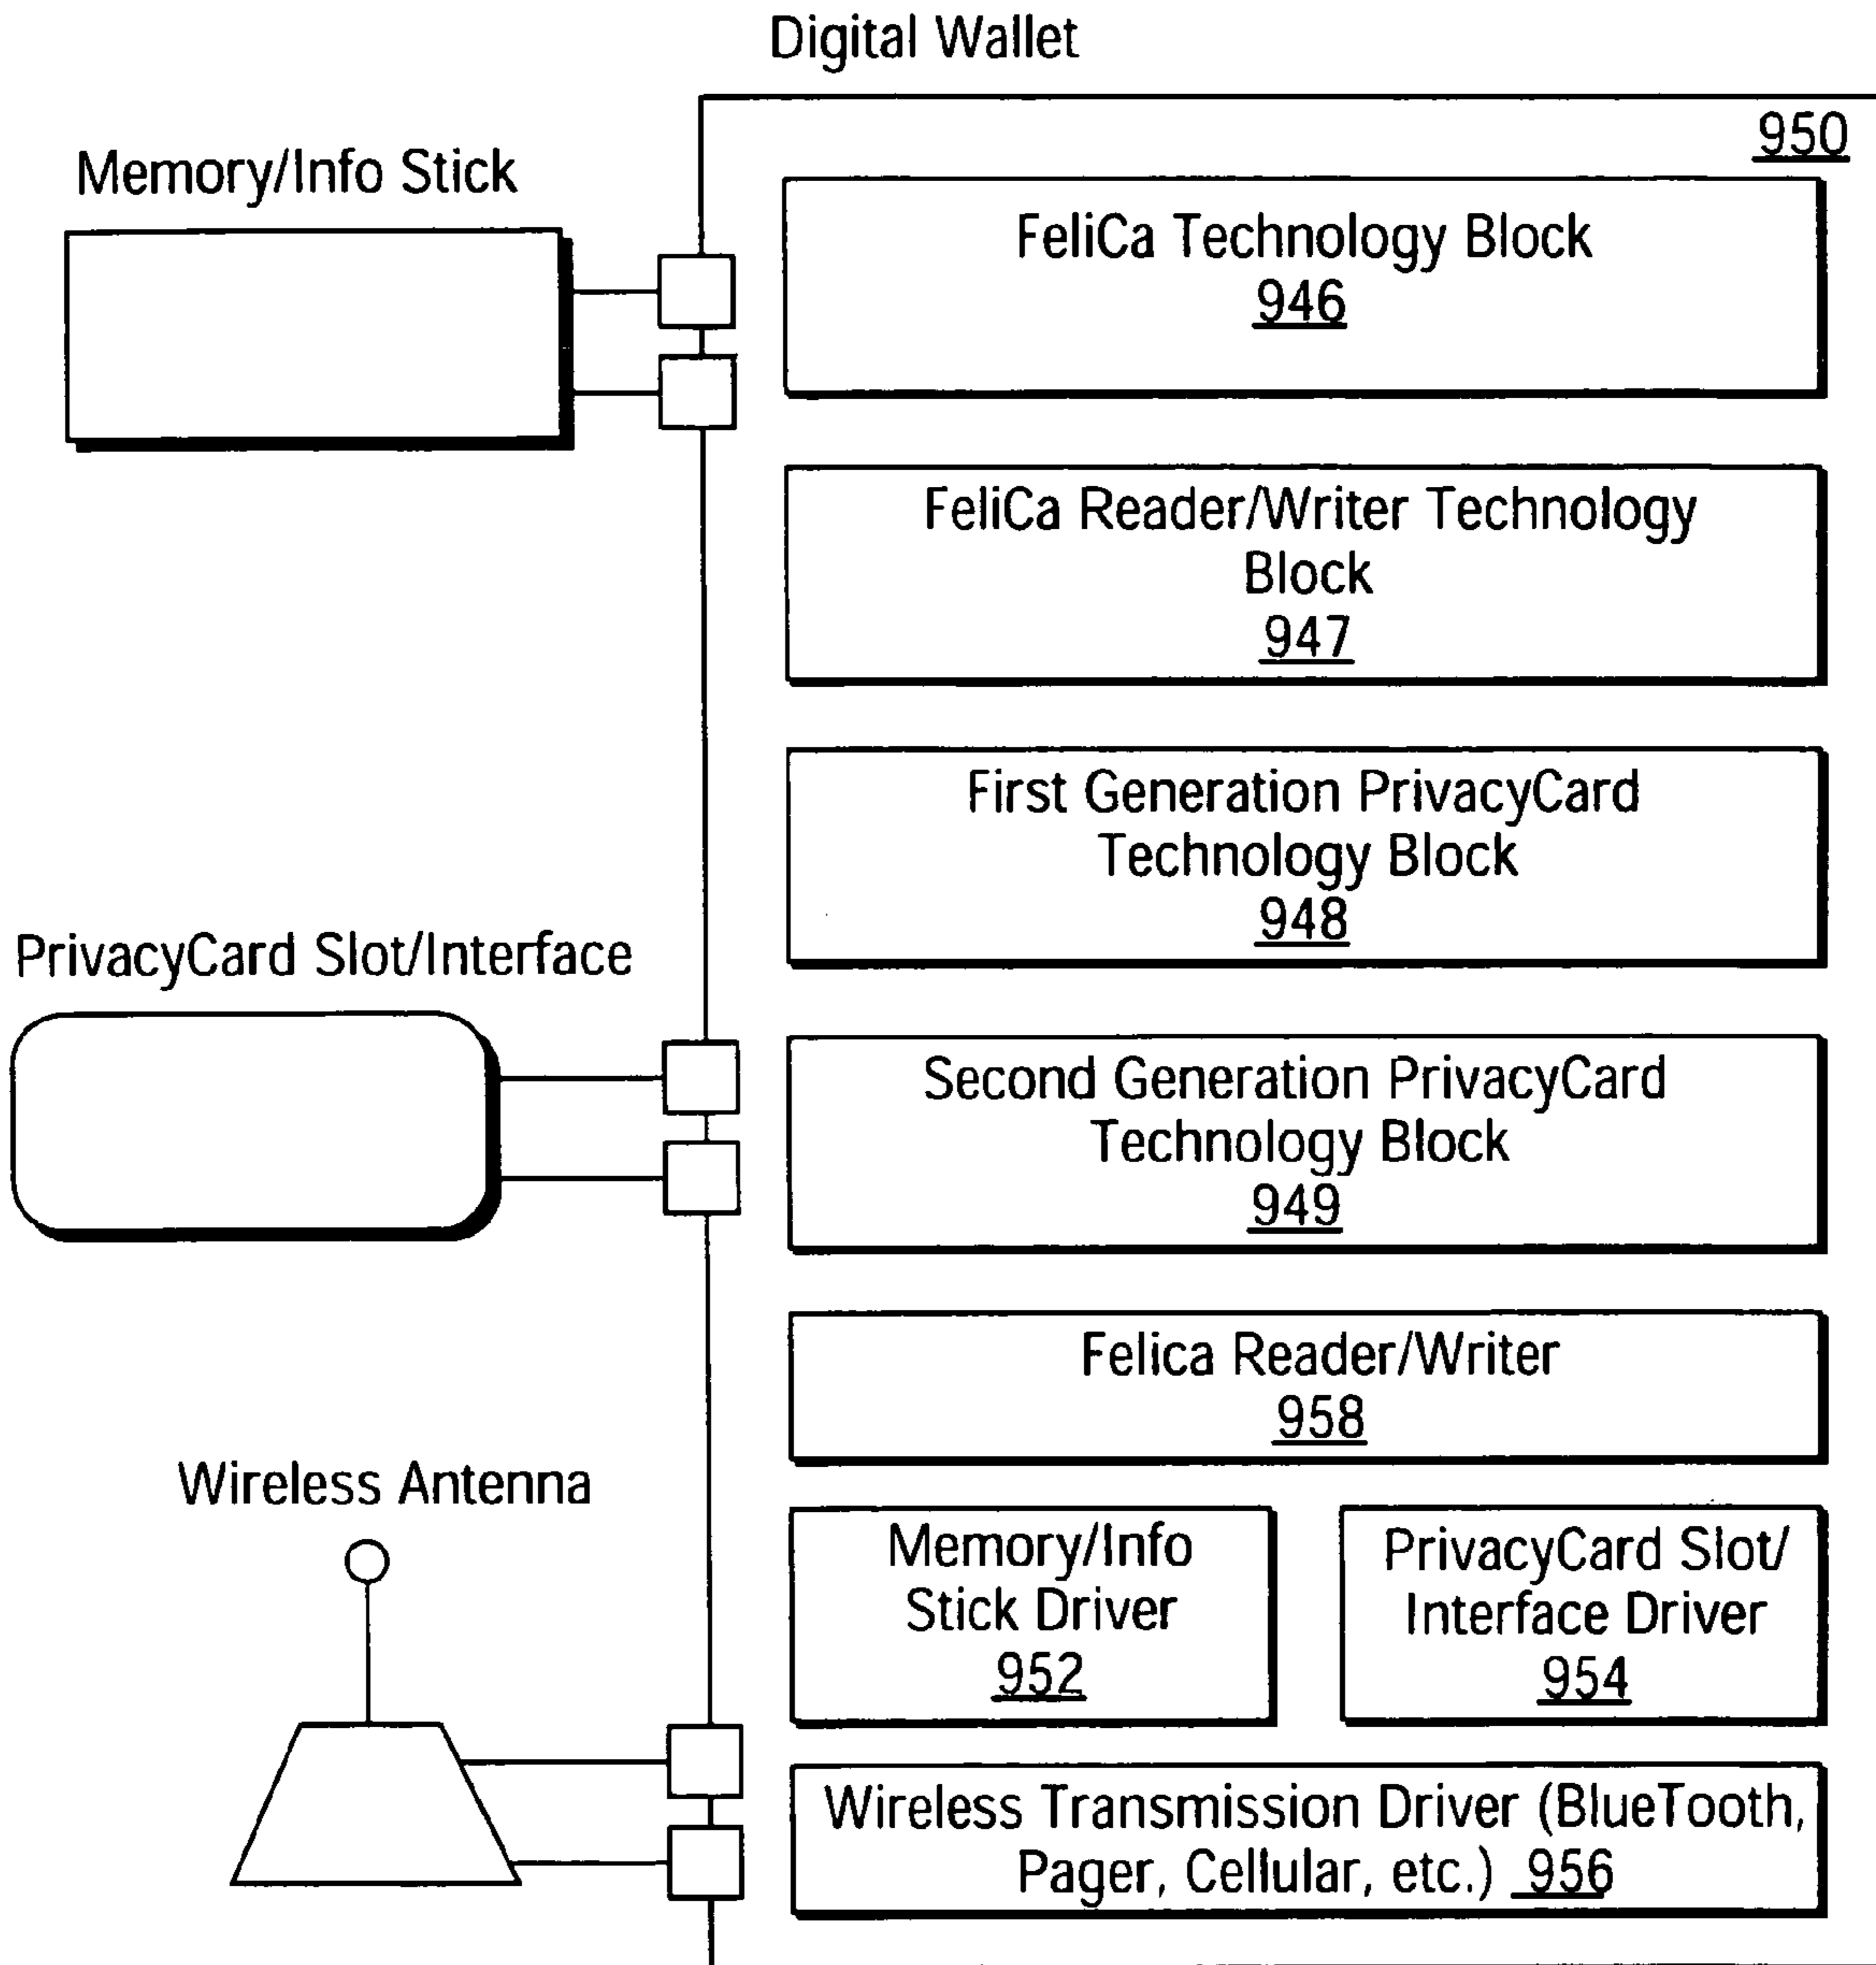 Digital Wallet
950
Memory/Info Stick
FeliCa Technology Block
946
FeliCa Reader/Writer Technology
Block
947
First Generation PrivacyCard
Technology Block
948
PrivacyCard Slot/Interface
Second Generation PrivacyCard
Technology Block
949
Felica Reader/Writer
958
Wireless Antenna
Memory/Info
Stick Driver
952
PrivacyCard Slot/
Interface Driver
954
Wireless Transmission Driver (BlueTooth,
Pager, Cellular, etc.) 956